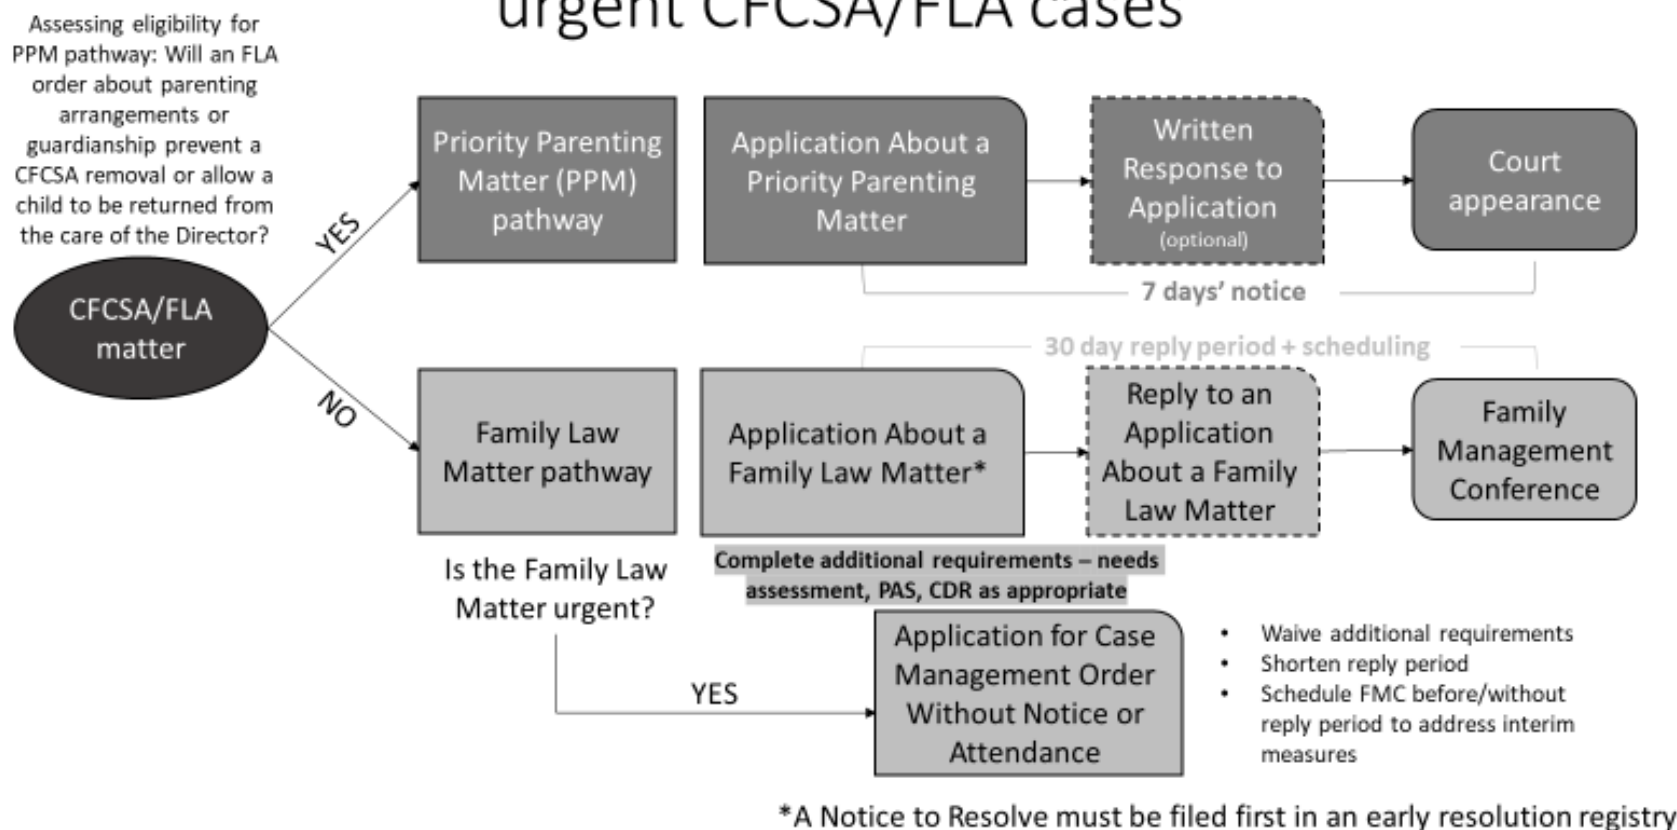 urgent CFCSA/FLA cases
Assessing eligibility for
PPM pathway: Will an FLA
order about parenting
arrangements or
guardianship prevent a
CFCSA removal or allow a
child to be returned from
the care of the Director?
CFCSA/FLA
matter
YES
NO
Priority Parenting
Matter (PPM)
pathway
Application About a
Priority Parenting
Matter
Written
Response to
Application
(optional)
Court
appearance
7 days’ notice
30 day reply period + scheduling
Family Law
Matter pathway
Application About a
Family Law Matter*
Reply to an
Application
About a Family
Law Matter
Family
Management
Conference
Complete additional requirements – needs
assessment, PAS, CDR as appropriate
Is the Family Law
Matter urgent?
YES
Application for Case
Management Order
Without Notice or
Attendance
• Waive additional requirements
• Shorten reply period
• Schedule FMC before/without
reply period to address interim
measures
*A Notice to Resolve must be filed first in an early resolution registry